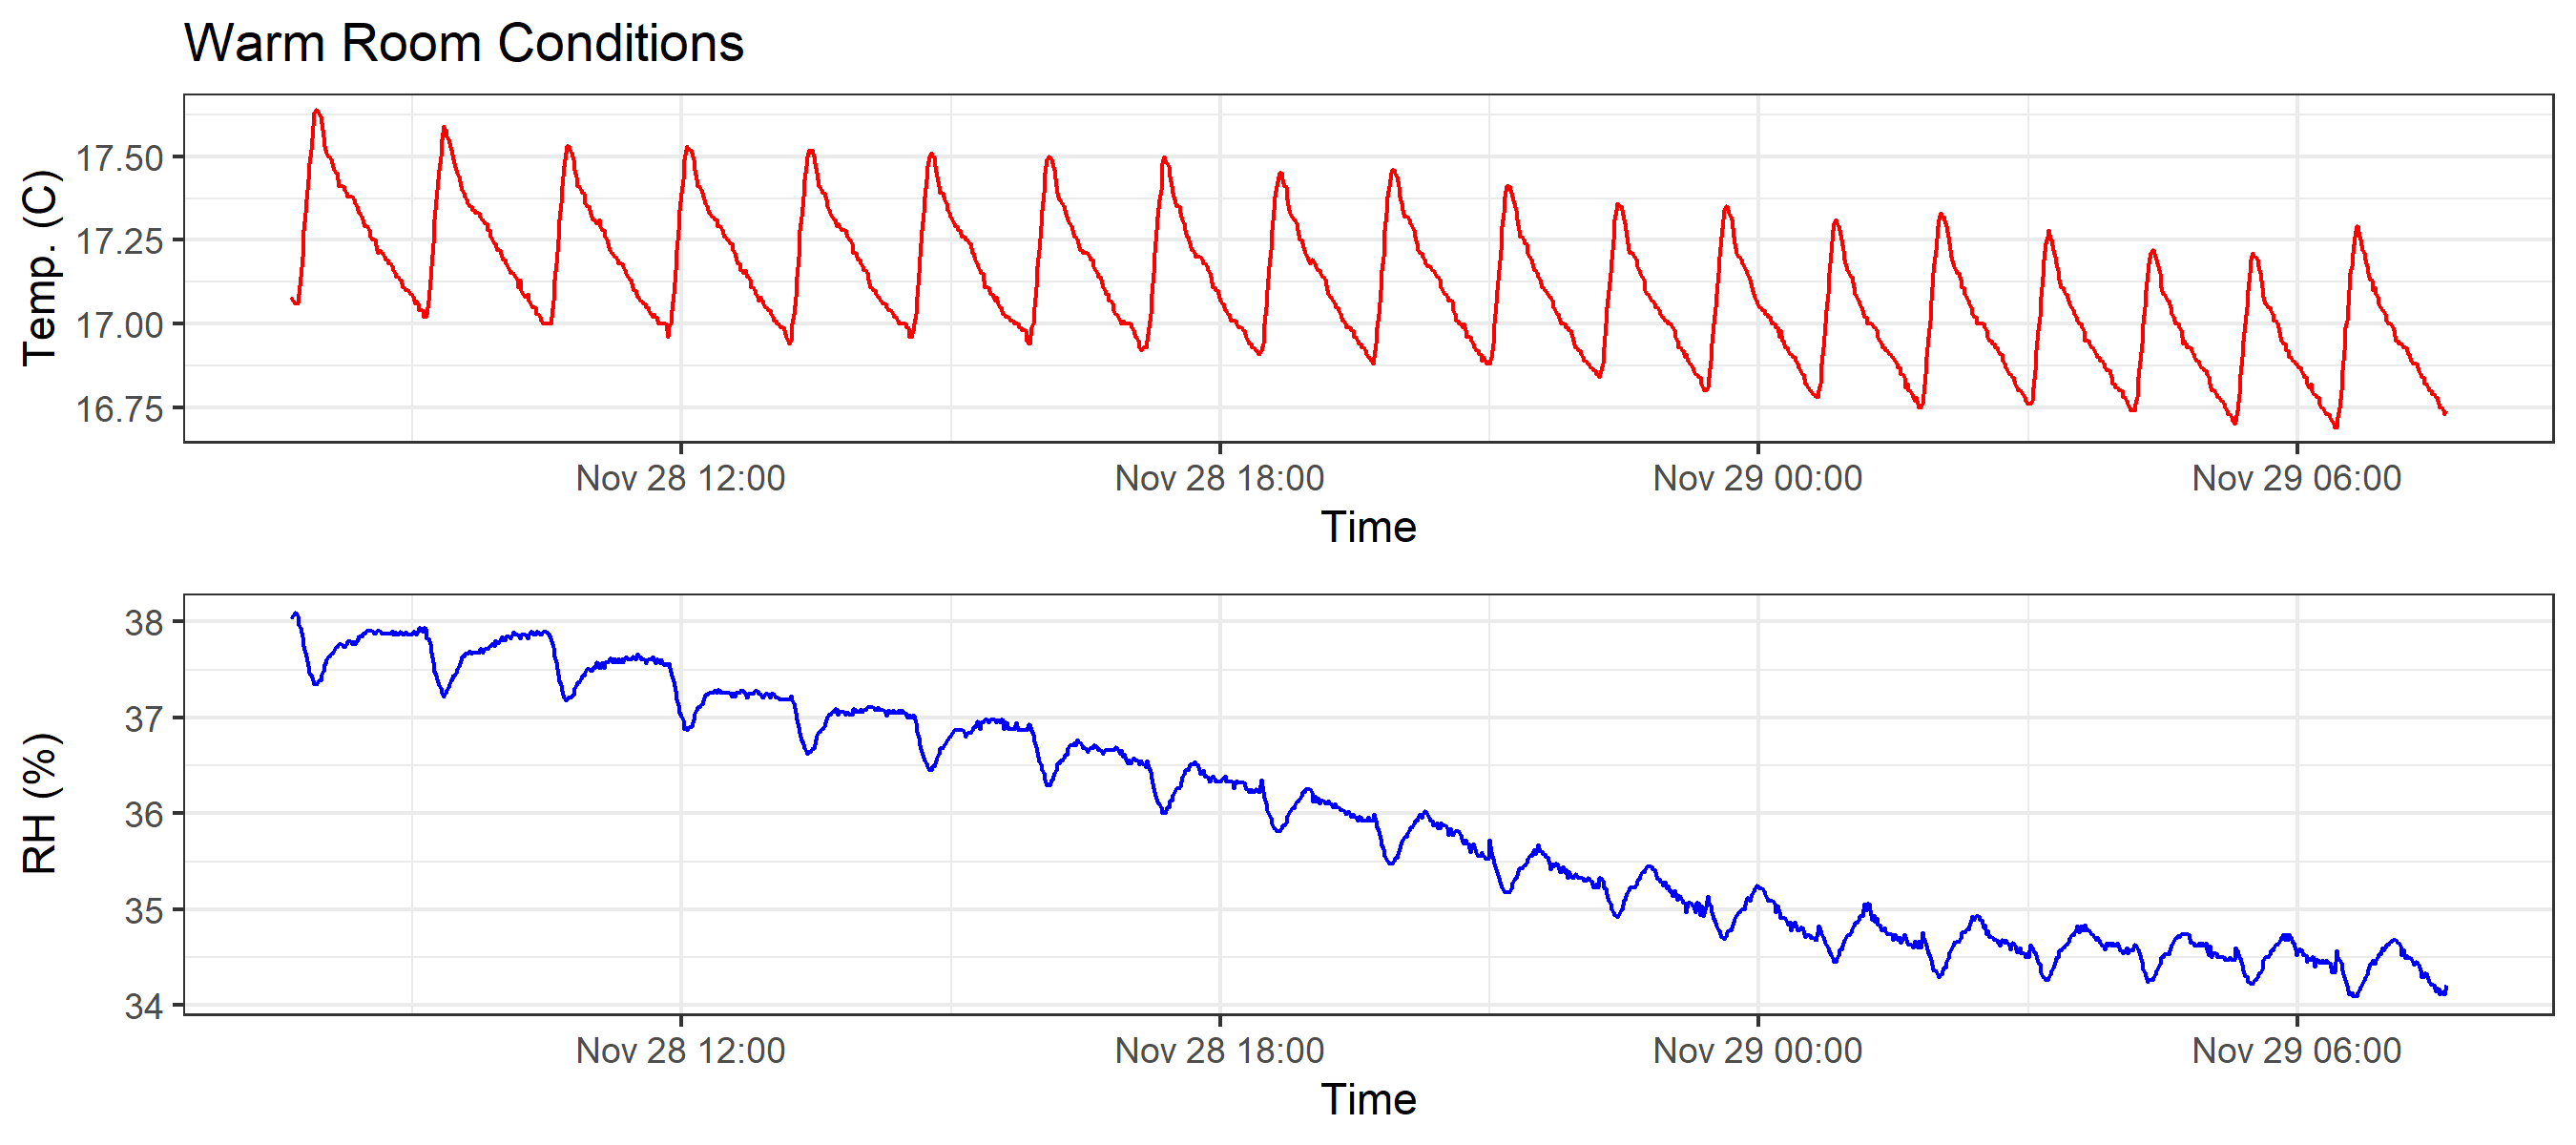 Warm Room Conditions
Temp. (C)
17.50
17.25
17.00
16.75
Nov 28 12:00 Nov 28 18:00 Nov 29 00:00 Nov 29 06:00
Time
RH (%)
38
37
36
35
34
Nov 28 12:00 Nov 28 18:00 Nov 29 00:00 Nov 29 06:00
Time